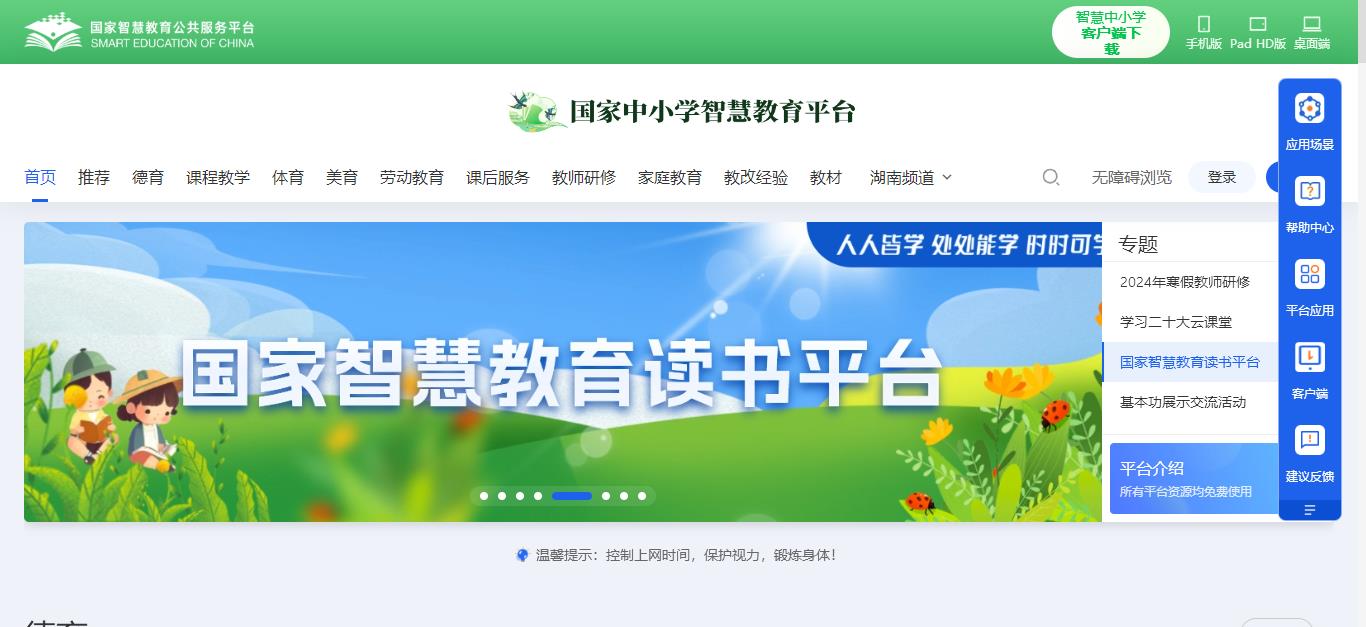 国家智慧教育公共服务平台
SMART EDUCATION OF CHINA
智慧中小学
客户端下
载
手机版 Pad HD版 桌面端
国家中小学智慧教育平台
首页 推荐 德育 课程教学 体育 美育 劳动教育 课后服务 教师研修 家庭教育 教改经验 教材 湖南频道 无障碍浏览 登录
人人皆学 处处能学 时时可学
国家智慧教育读书平台
专题
2024年寒假教师研修
学习二十大云课堂
国家智慧教育读书平台
基本功展示交流活动
平台介绍
所有平台资源均免费使用
应用场景
帮助中心
平台应用
客户端
建议反馈
温馨提示：控制上网时间，保护视力，锻炼身体！